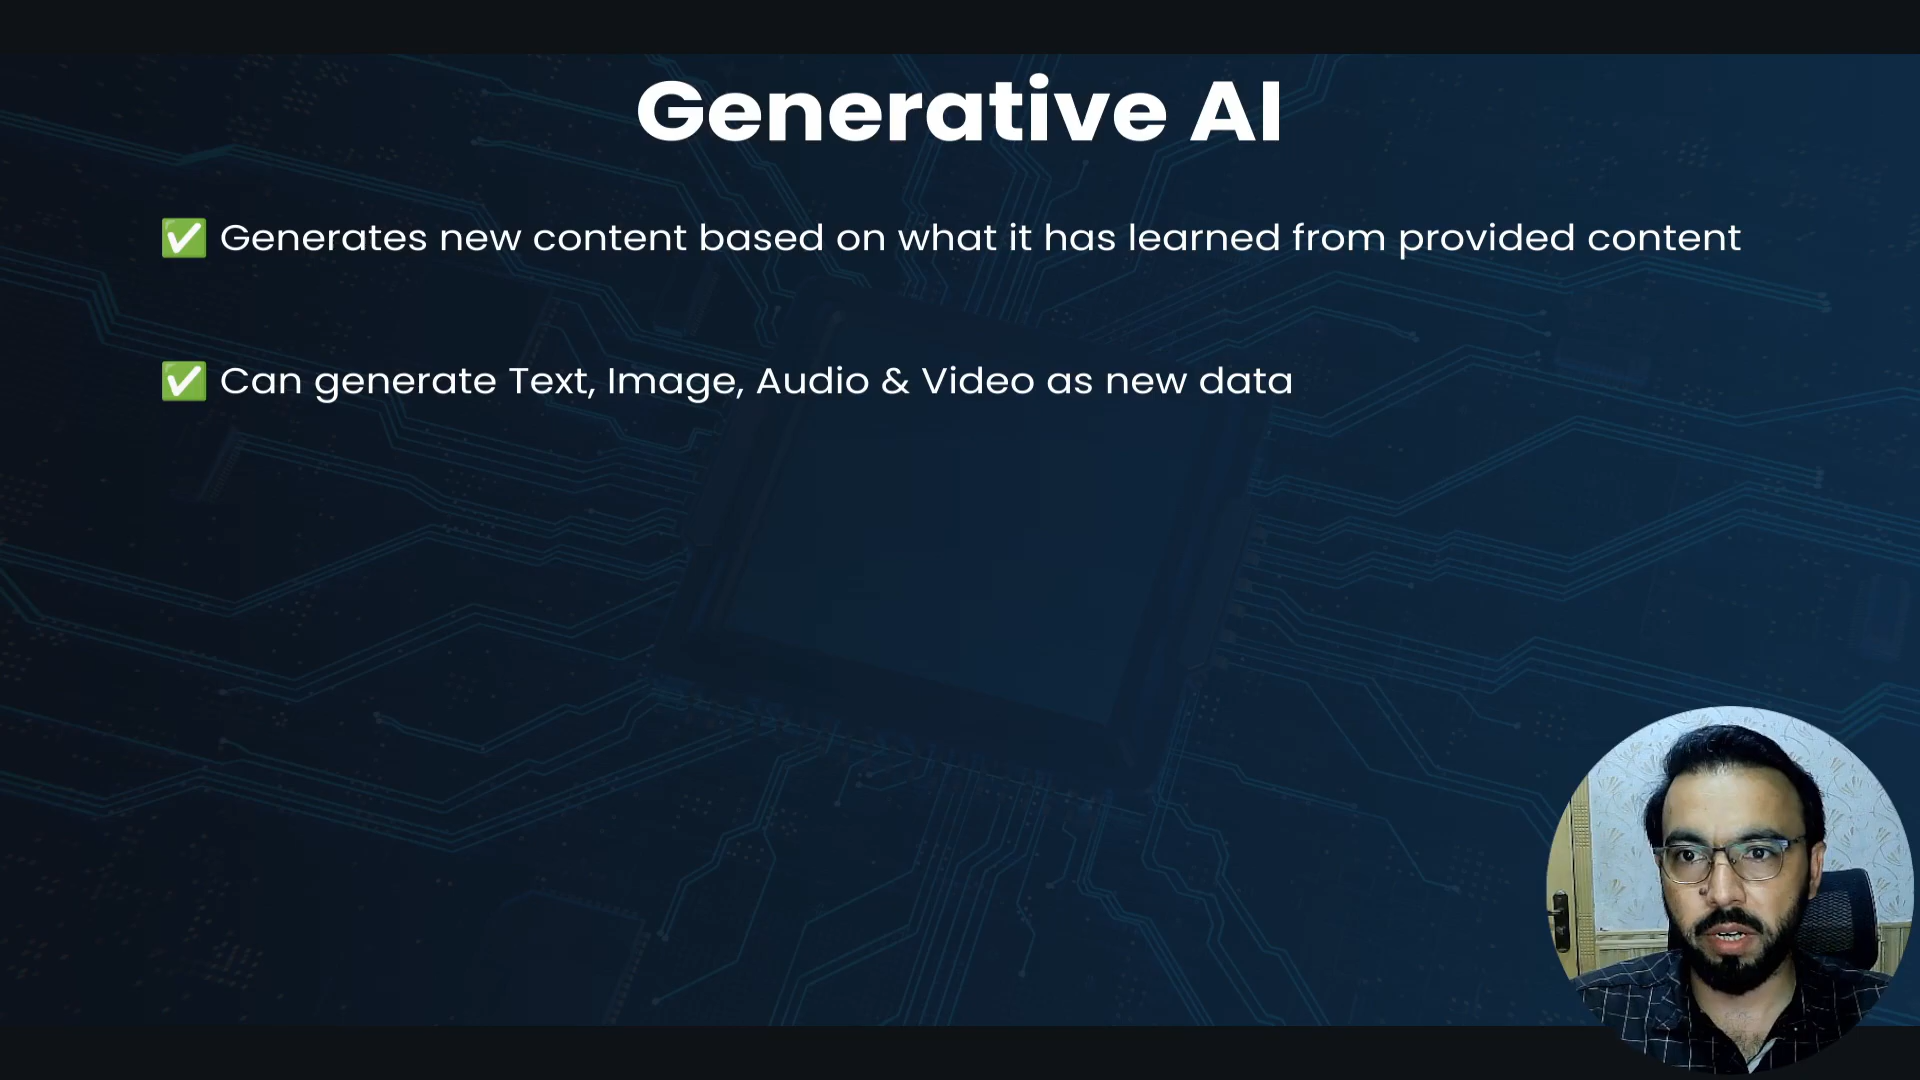 Generative AI
✅ Generates new content based on what it has learned from provided content
✅ Can generate Text, Image, Audio & Video as new data